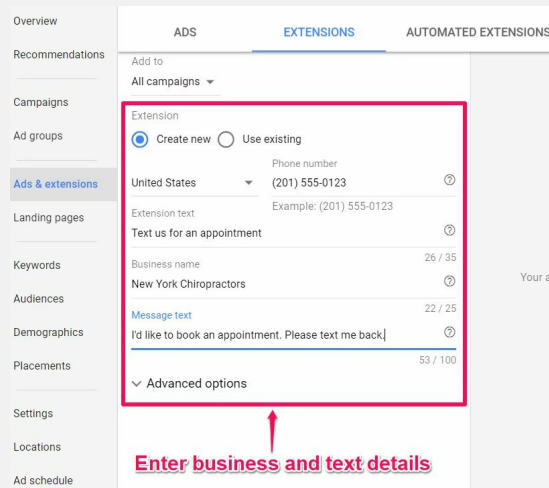 Overview
Recommendations
Campaigns
Ad groups
Ads & extensions
Landing pages
Keywords
Audiences
Demographics
Placements
Settings
Locations
Ad schedule
ADS
EXTENSIONS
AUTOMATED EXTENSIONS
Add to
All campaigns
Extension
Create new
Use existing
Phone number
United States
(201) 555-0123
Example: (201) 555-0123
Extension text
Text us for an appointment
26 / 35
Business name
New York Chiropractors
22 / 25
Message text
I'd like to book an appointment. Please text me back.
53 / 100
Advanced options
Your a
Enter business and text details